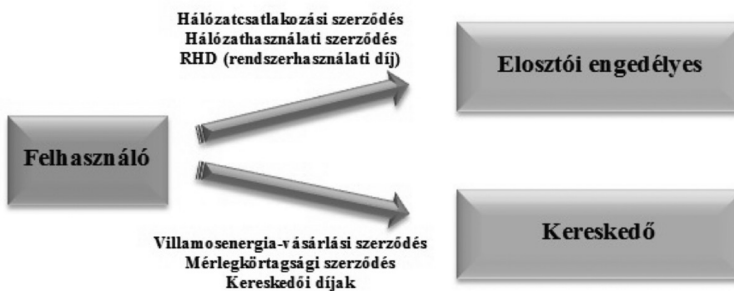 Hálózatcsatlakozási szerződés
Hálózathasználati szerződés
RHD (rendszerhasználati díj)
Elosztói engedélyes
Felhasználó
Villamosenergia-vásárlási szerződés
Mérlegkörtagsági szerződés
Kereskedői díjak
Kereskedő